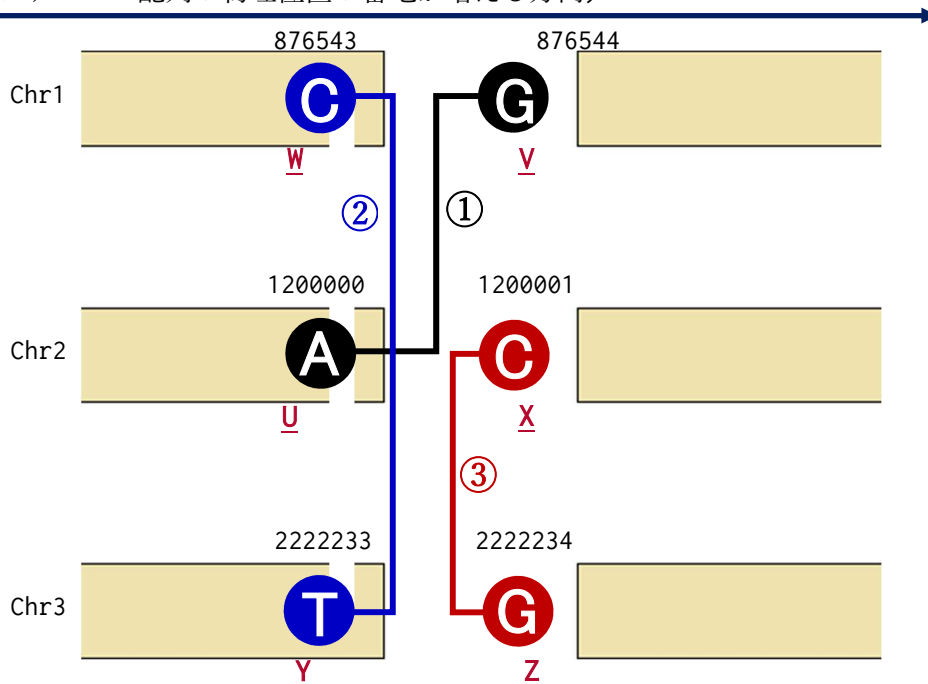 876543 876544
Chr1 C G
W V
② ①
1200000 1200001
Chr2 A C
U X
③
2222233 2222234
Chr3 T G
Y Z